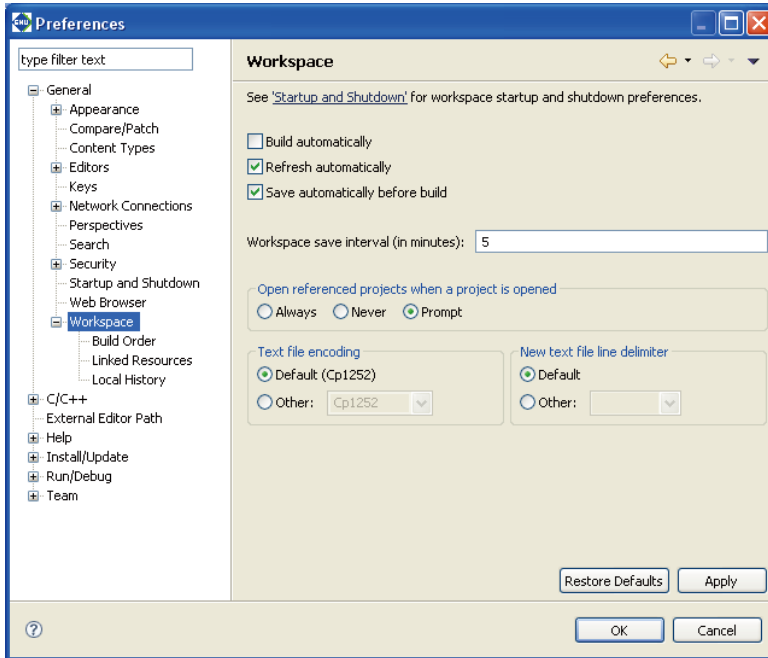 GNU Preferences
type filter text
General
Appearance
Compare/Patch
Content Types
Editors
Keys
Network Connections
Perspectives
Search
Security
Startup and Shutdown
Web Browser
Workspace
Build Order
Linked Resources
Local History
C/C++
External Editor Path
Help
Install/Update
Run/Debug
Team
Workspace
See 'Startup and Shutdown' for workspace startup and shutdown preferences.
Build automatically
Refresh automatically
Save automatically before build
Workspace save interval (in minutes): 5
Open referenced projects when a project is opened
Always Never Prompt
Text file encoding
Default (Cp1252)
Other: Cp1252
New text file line delimiter
Default
Other:
Restore Defaults Apply
OK Cancel